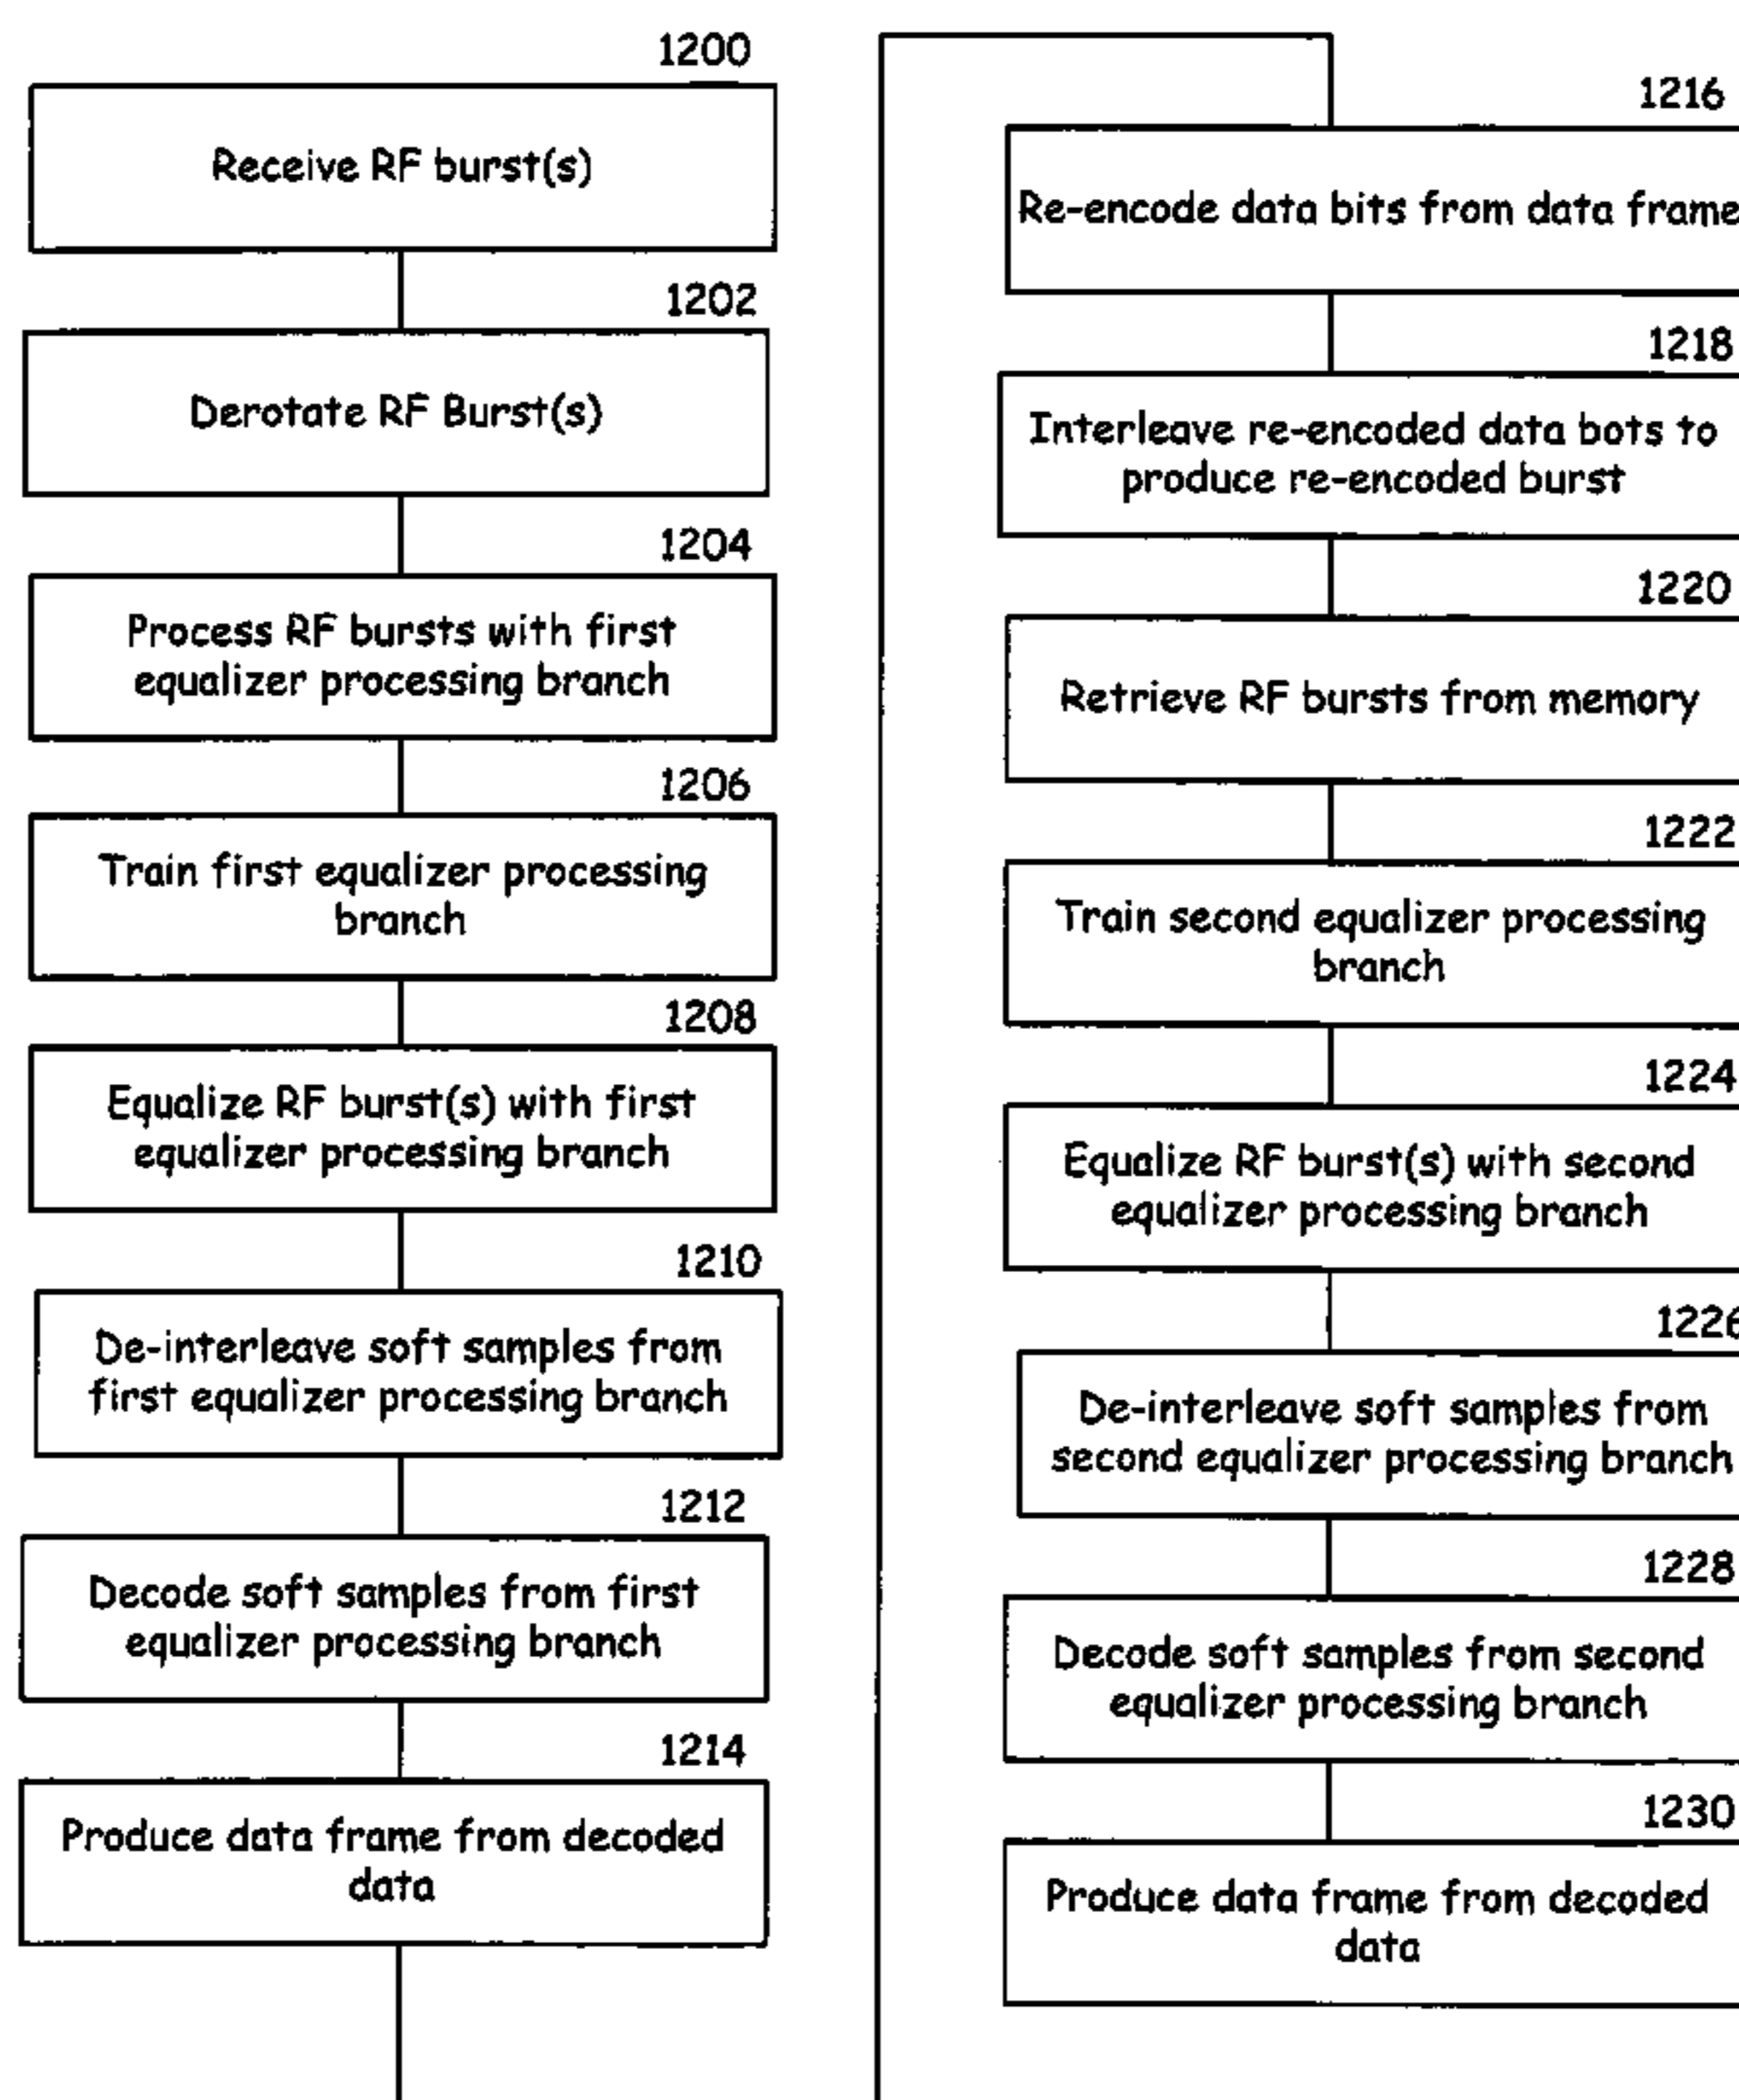 1200
Receive RF burst(s)
1202
Derotate RF Burst(s)
1204
Process RF bursts with first
equalizer processing branch
1206
Train first equalizer processing
branch
1208
Equalize RF burst(s) with first
equalizer processing branch
1210
De-interleave soft samples from
first equalizer processing branch
1212
Decode soft samples from first
equalizer processing branch
1214
Produce data frame from decoded
data
1216
Re-encode data bits from data frame
1218
Interleave re-encoded data bots to
produce re-encoded burst
1220
Retrieve RF bursts from memory
1222
Train second equalizer processing
branch
1224
Equalize RF burst(s) with second
equalizer processing branch
1226
De-interleave soft samples from
second equalizer processing branch
1228
Decode soft samples from second
equalizer processing branch
1230
Produce data frame from decoded
data